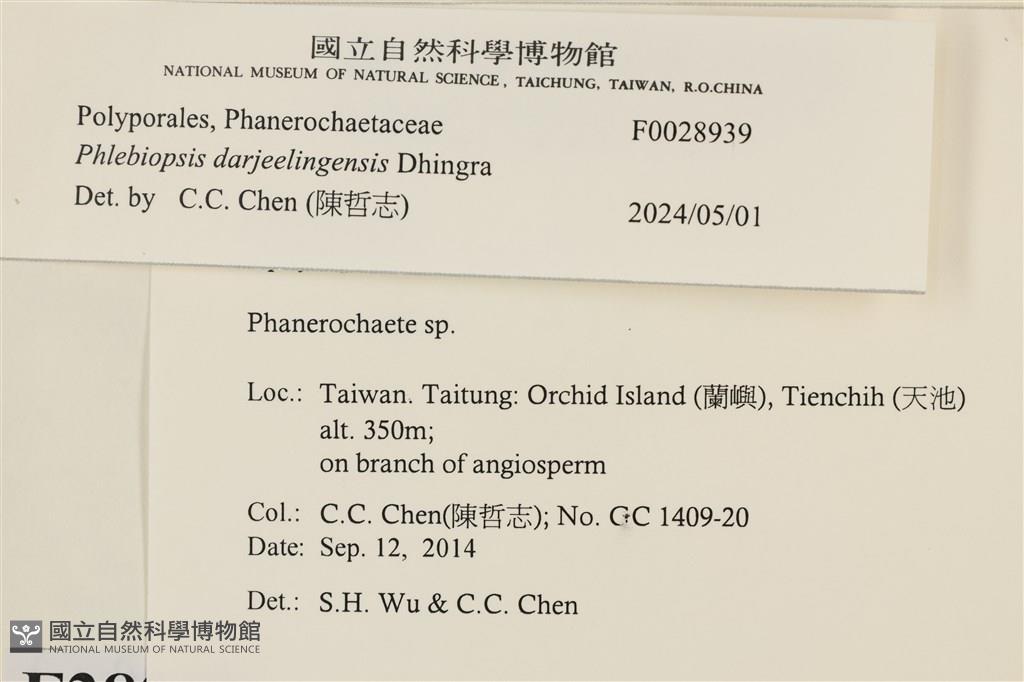 國立自然科學博物館
NATIONAL MUSEUM OF NATURAL SCIENCE, TAICHUNG, TAIWAN, R.O.CHINA
Polyporales, Phanerochaetaceae F0028939
Phlebiopsis darjeelingensis Dhingra
Det. by C.C. Chen (陳哲志) 2024/05/01
Phanerochaete sp.
Loc.: Taiwan. Taitung: Orchid Island (蘭嶼), Tienchih (天池)
alt. 350m;
on branch of angiosperm
Col.: C.C. Chen(陳哲志); No. GC 1409-20
Date: Sep. 12, 2014
Det.: S.H. Wu & C.C. Chen
國立自然科學博物館
NATIONAL MUSEUM OF NATURAL SCIENCE